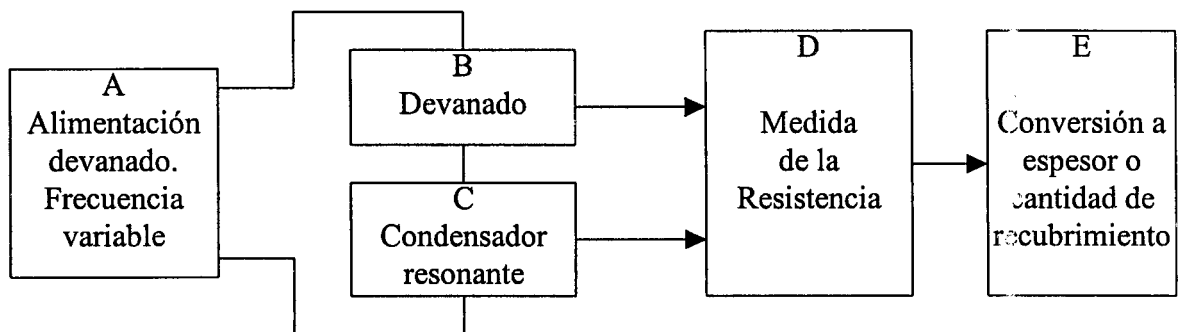 A
Alimentación
devanado.
Frecuencia
variable
B
Devanado
C
Condensador
resonante
D
Medida
de la
Resistencia
E
Conversión a
espesor o
cantidad de
recubrimiento